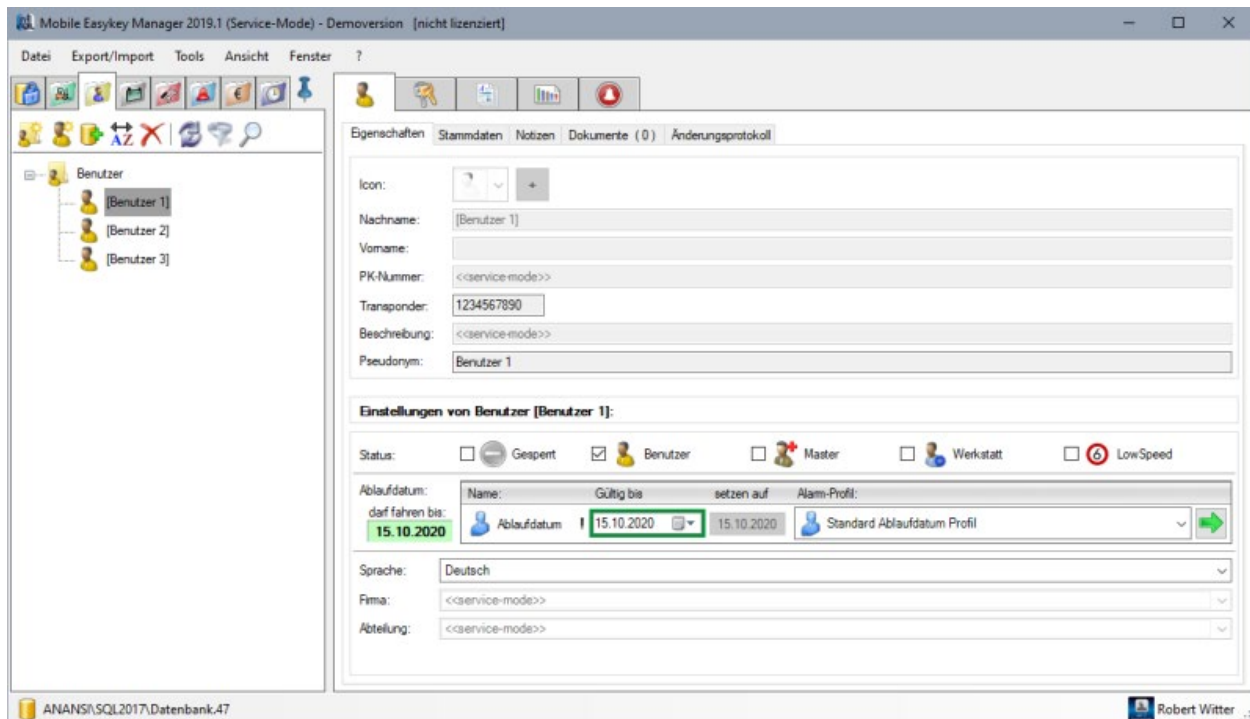 Mobile Easykey Manager 2019.1 (Service-Mode) - Demoversion [nicht lizenziert]
Datei Export/Import Tools Ansicht Fenster ?
Eigenschaften Stammdaten Notizen Dokumente ( 0 ) Änderungsprotokoll
Benutzer
[Benutzer 1]
[Benutzer 2]
[Benutzer 3]
Icon: +
Nachname: [Benutzer 1]
Vorname:
PK-Nummer: <<service-mode>>
Transponder: 1234567890
Beschreibung: <<service-mode>>
Pseudonym: Benutzer 1
Einstellungen von Benutzer [Benutzer 1]:
Status: Gesperrt Benutzer Master Werkstatt 6 LowSpeed
Ablaufdatum: Name: Gültig bis setzen auf Alarm-Profil:
darf fahren bis:
15.10.2020 Ablaufdatum ! 15.10.2020 15.10.2020 Standard Ablaufdatum Profil
Sprache: Deutsch
Firma: <<service-mode>>
Abteilung: <<service-mode>>
ANANSI\SQL2017\Datenbank.47 Robert Witter